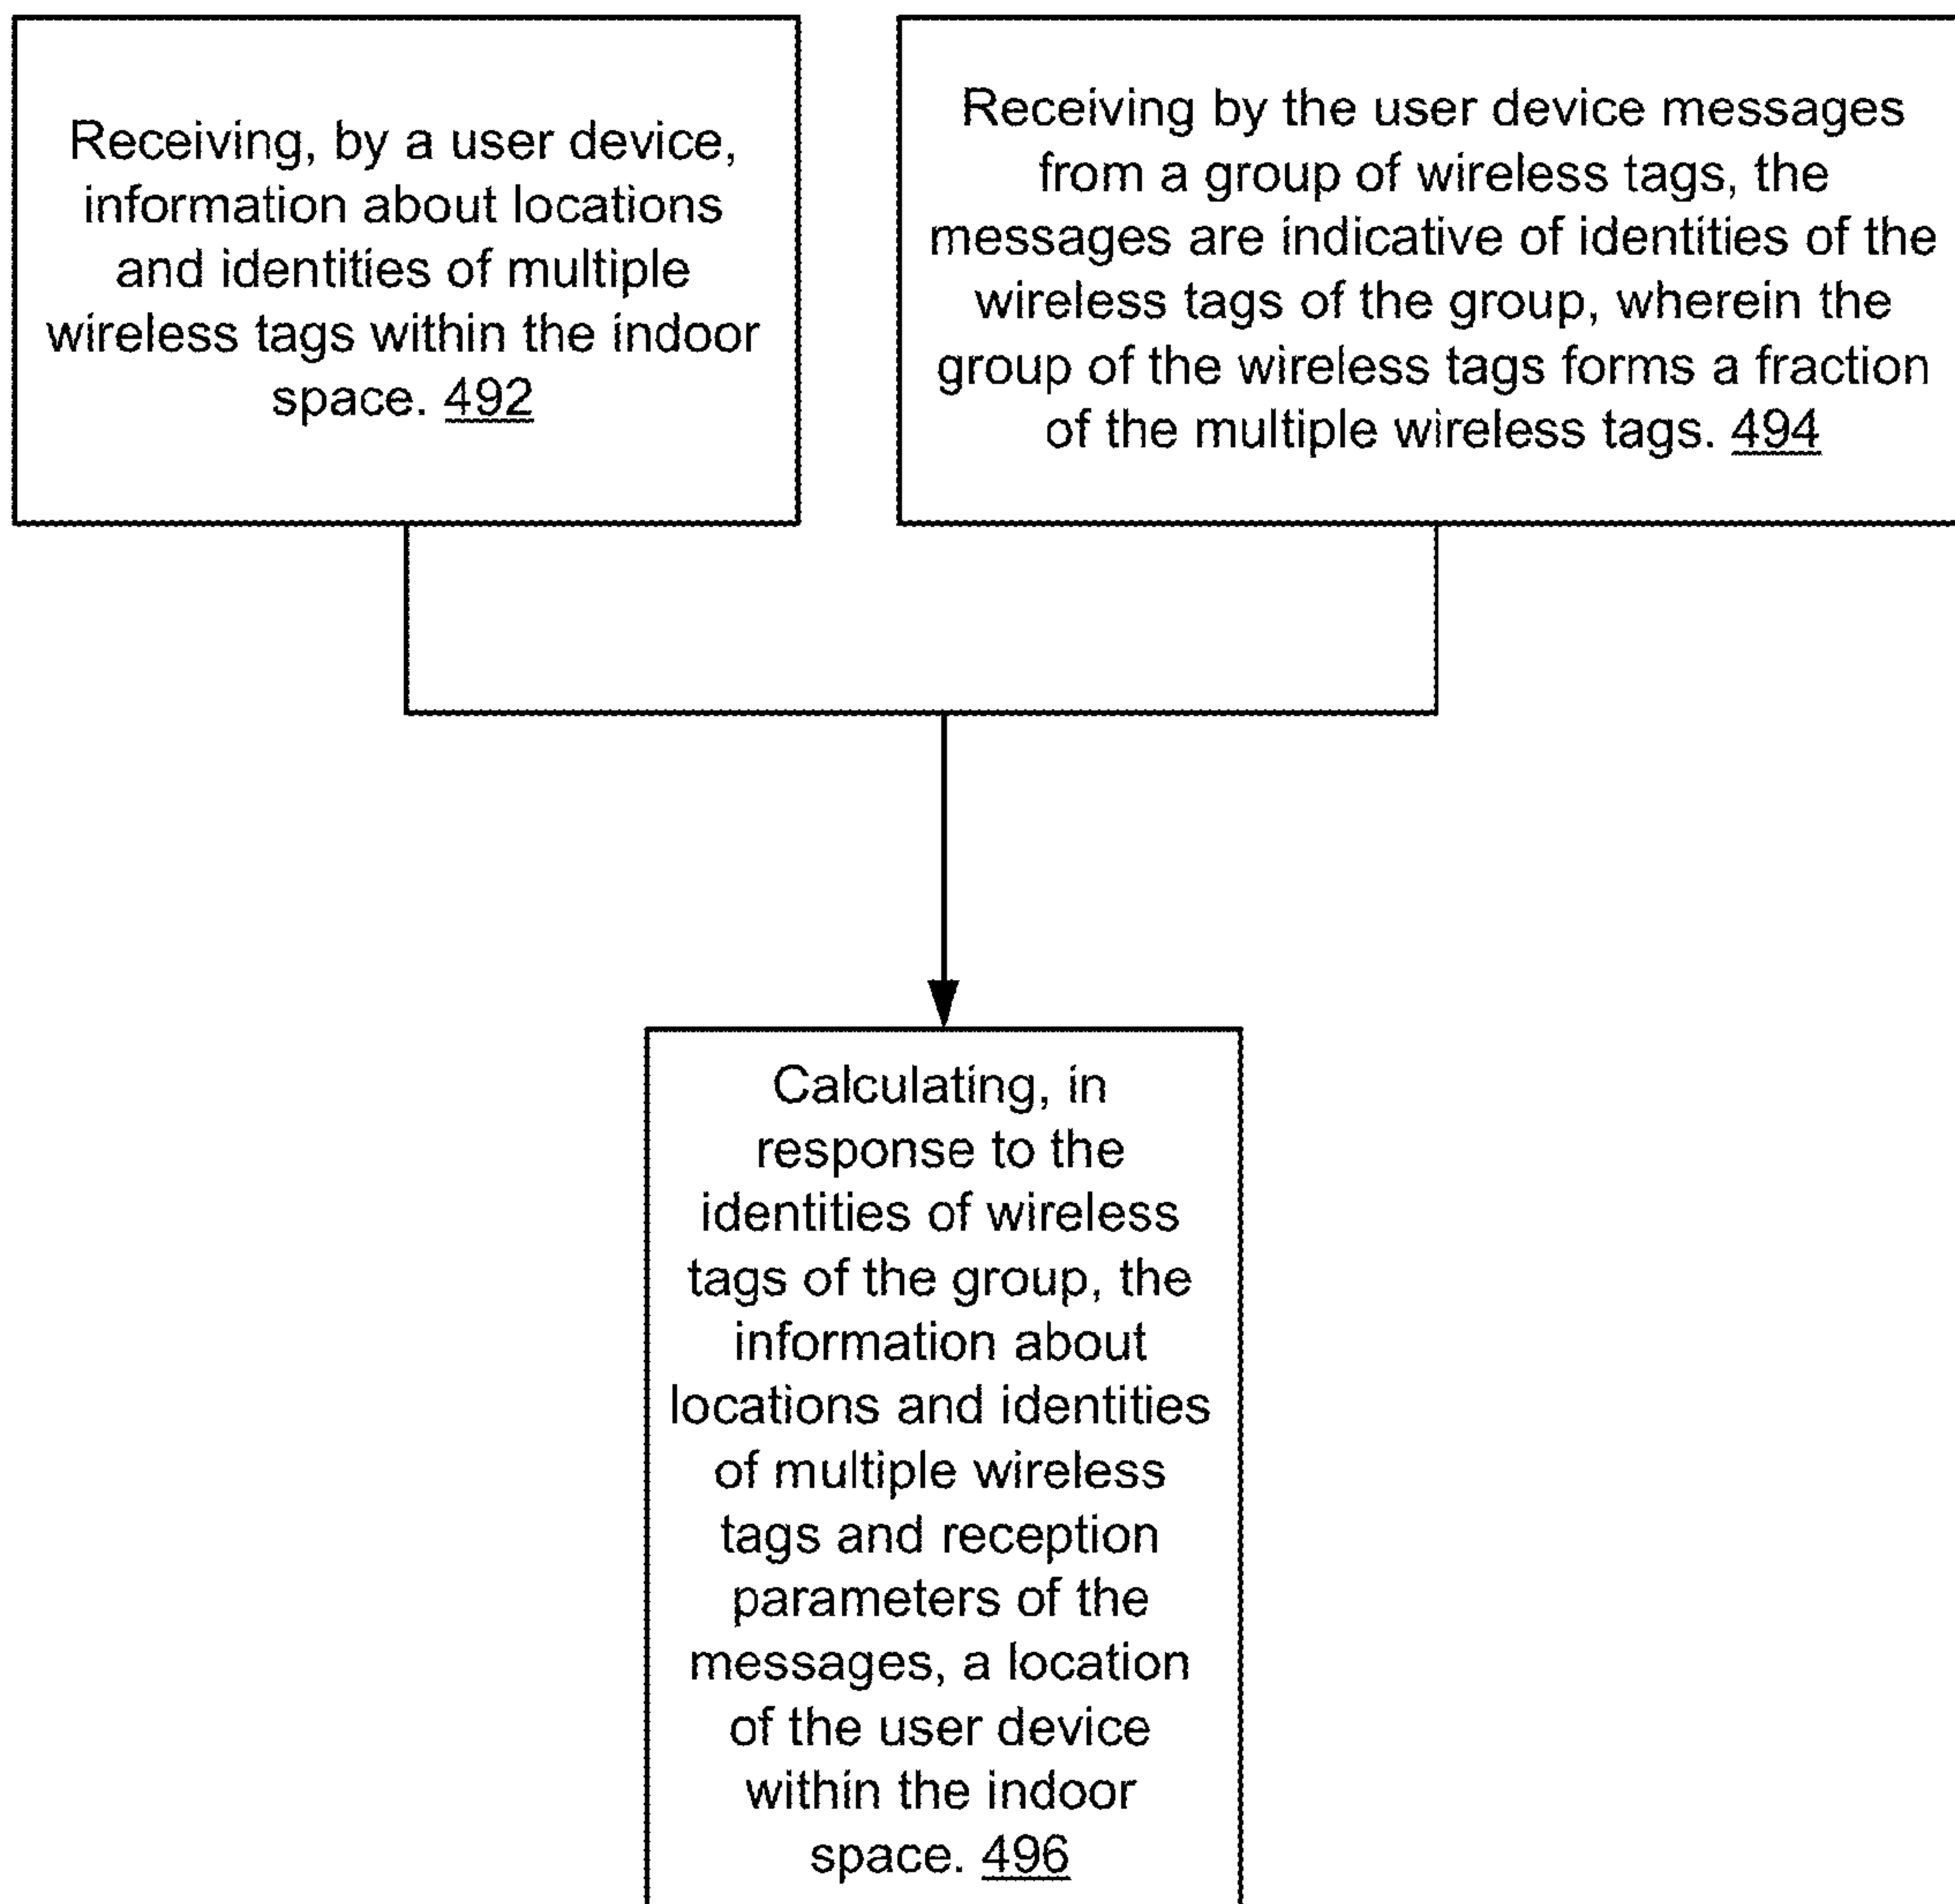 Receiving, by a user device,
information about locations
and identities of multiple
wireless tags within the indoor
space. 492
Receiving by the user device messages
from a group of wireless tags, the
messages are indicative of identities of the
wireless tags of the group, wherein the
group of the wireless tags forms a fraction
of the multiple wireless tags. 494
Calculating, in
response to the
identities of wireless
tags of the group, the
information about
locations and identities
of multiple wireless
tags and reception
parameters of the
messages, a location
of the user device
within the indoor
space. 496